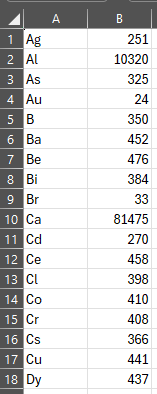 A B
1 Ag 251
2 Al 10320
3 As 325
4 Au 24
5 B 350
6 Ba 452
7 Be 476
8 Bi 384
9 Br 33
10 Ca 81475
11 Cd 270
12 Ce 458
13 Cl 398
14 Co 410
15 Cr 408
16 Cs 366
17 Cu 441
18 Dy 437